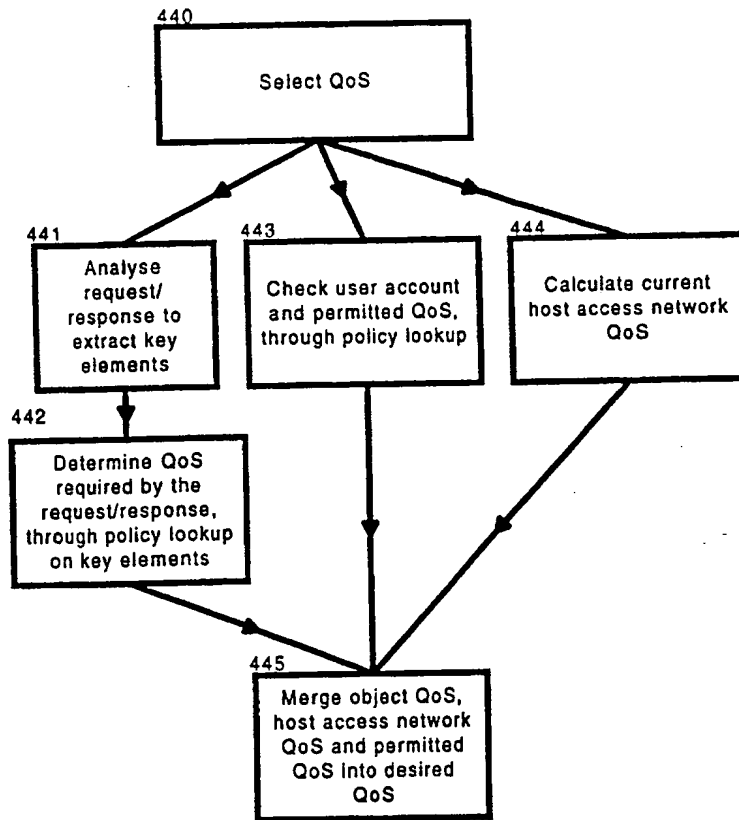 440
Select QoS
441
Analyse
request/
response to
extract key
elements
443
Check user account
and permitted QoS,
through policy lookup
444
Calculate current
host access network
QoS
442
Determine QoS
required by the
request/response,
through policy lookup
on key elements
445
Merge object QoS,
host access network
QoS and permitted
QoS into desired
QoS